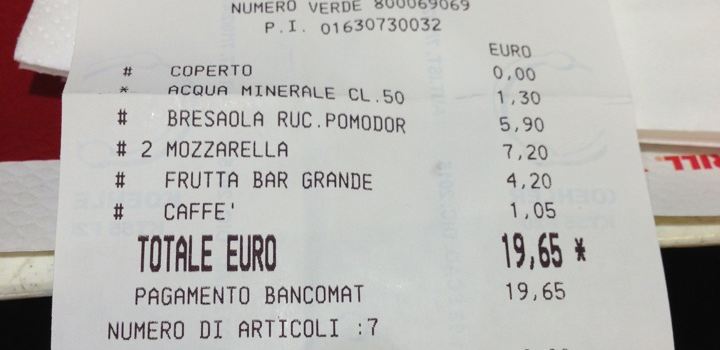 NUMERO VERDE 800069069
P.I. 01630730032
EURO
# COPERTO 0,00
* ACQUA MINERALE CL.50 1,30
# BRESAOLA RUC.POMODOR 5,90
# 2 MOZZARELLA 7,20
# FRUTTA BAR GRANDE 4,20
# CAFFE' 1,05
TOTALE EURO 19,65 *
PAGAMENTO BANCOMAT 19,65
NUMERO DI ARTICOLI :7